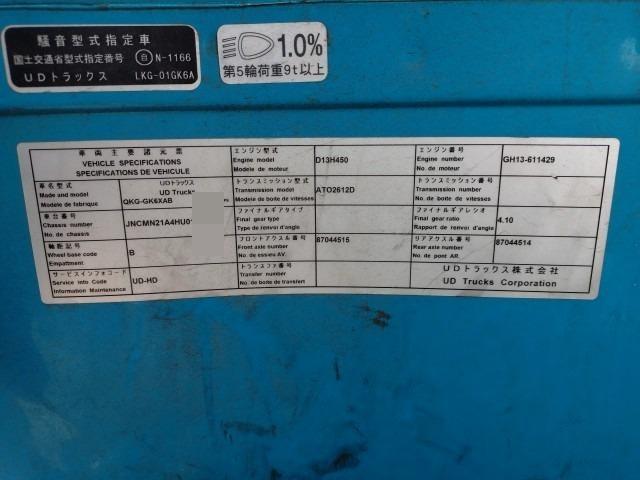 騒音型式指定車
国土交通省型式指定番号 自 N-1166
UDトラックス LKG-01GK6A
1.0%
第5輪荷重9t以上
車両主要諸元票
VEHICLE SPECIFICATIONS
SPECIFICATIONS DE VEHICULE
車名型式 UDトラックス
Made and model UD Truck
Modèle de fabrique QKG-GK6XAB
車台番号
Chassis number JNCMN21A4HU0
No. de chassis
軸距記号
Wheel base code B
Empattment
サービスインフォコード
Service into Code UD-HD
Information Maintenance
エンジン型式
Engine model D13H450
Modèle de moteur
トランスミッション型式
Transmission model ATO2612D
Modèle de boite de vitesses
ファイナルギアタイプ
Final gear type
Type de renvoi d'angle
フロントアクスル番号 87044515
Front axle number
No. de essieu AV.
トランスファ番号
Transfer number
No. de boite de transfert
エンジン番号
Engine number GH13-611429
No. de moteur
トランスミッション番号
Transmission number
No. de boite de vitesses
ファイナルギアレシオ
Final gear ratio 4.10
Rapport de renvoi d'angle
リアアクスル番号 87044514
Rear axle number
No. de pont AR.
UDトラックス株式会社
UD Trucks Corporation